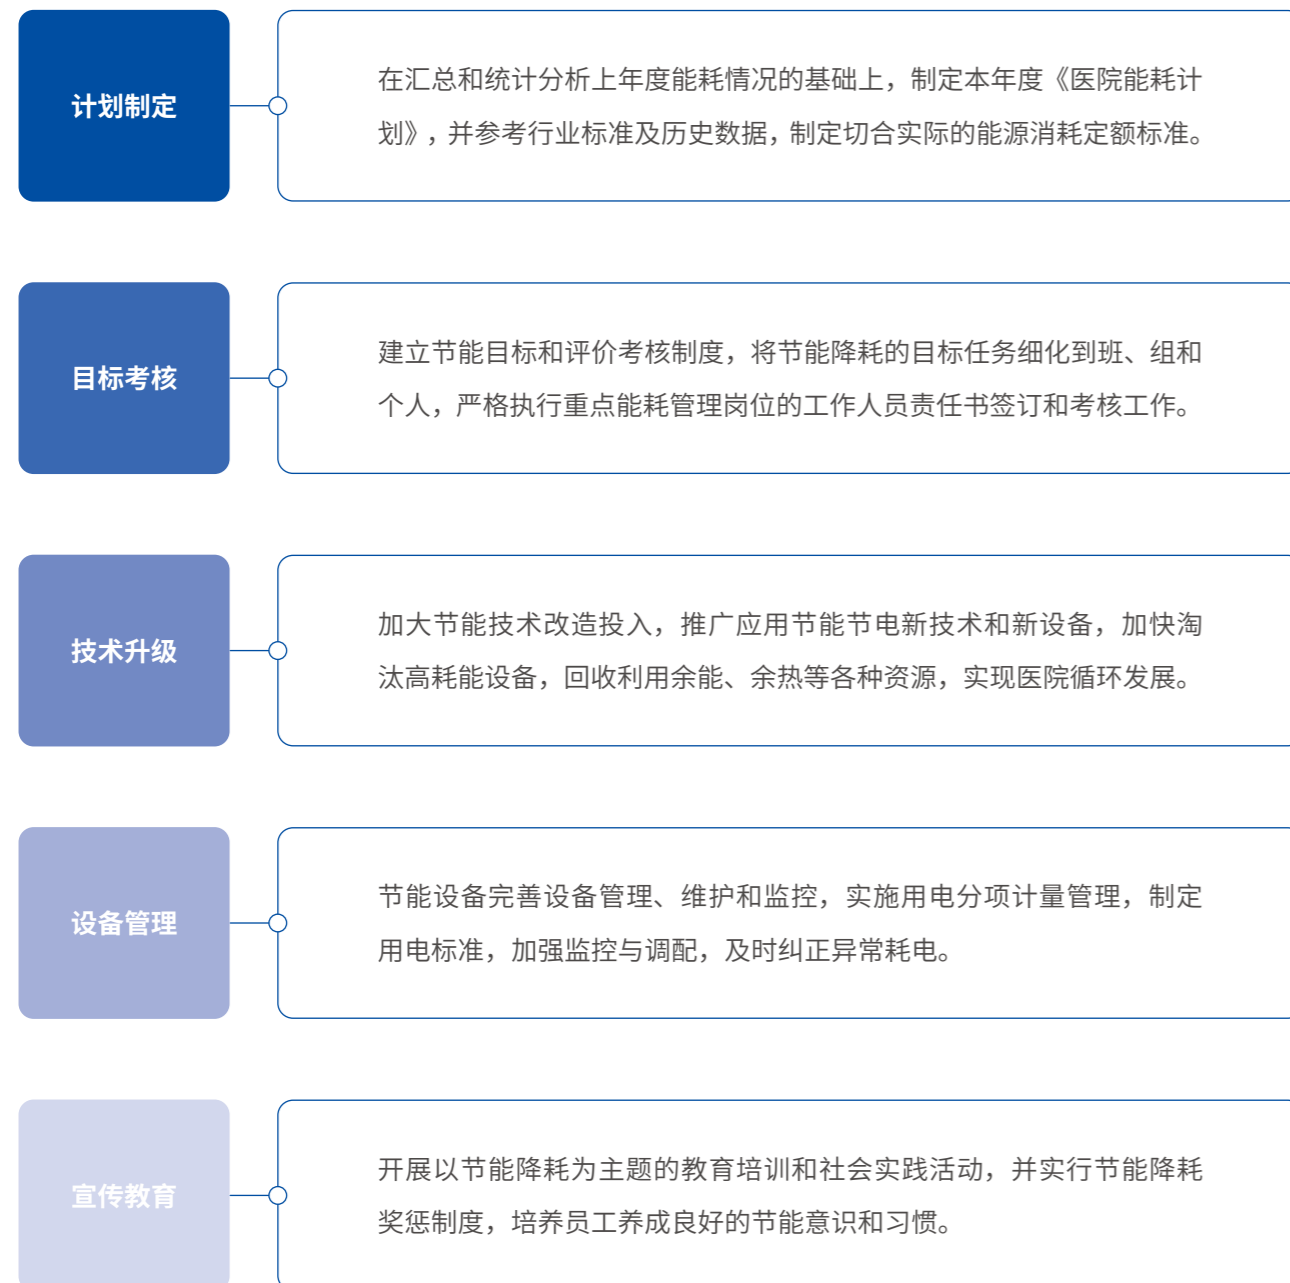 计划制定
在汇总和统计分析上年度能耗情况的基础上，制定本年度《医院能耗计
划》，并参考行业标准及历史数据，制定切合实际的能源消耗定额标准。
目标考核
建立节能目标和评价考核制度，将节能降耗的目标任务细化到班、组和
个人，严格执行重点能耗管理岗位的工作人员责任书签订和考核工作。
技术升级
加大节能技术改造投入，推广应用节能节电新技术和新设备，加快淘
汰高耗能设备，回收利用余能、余热等各种资源，实现医院循环发展。
设备管理
节能设备完善设备管理、维护和监控，实施用电分项计量管理，制定
用电标准，加强监控与调配，及时纠正异常耗电。
宣传教育
开展以节能降耗为主题的教育培训和社会实践活动，并实行节能降耗
奖惩制度，培养员工养成良好的节能意识和习惯。